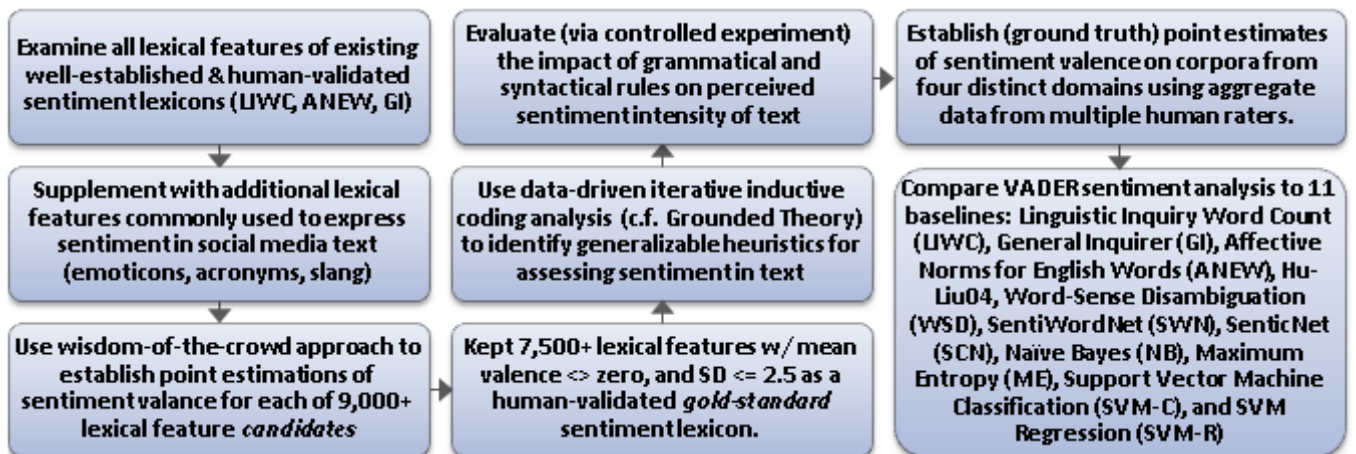 Examine all lexical features of existing
well-established & human-validated
sentiment lexicons (LIWC, ANEW, GI)
Supplement with additional lexical
features commonly used to express
sentiment in social media text
(emoticons, acronyms, slang)
Use wisdom-of-the-crowd approach to
establish point estimations of
sentiment valance for each of 9,000+
lexical feature candidates
Kept 7,500+ lexical features w/ mean
valence <> zero, and SD <= 2.5 as a
human-validated gold-standard
sentiment lexicon.
Use data-driven iterative inductive
coding analysis (c.f. Grounded Theory)
to identify generalizable heuristics for
assessing sentiment in text
Evaluate (via controlled experiment)
the impact of grammatical and
syntactical rules on perceived
sentiment intensity of text
Establish (ground truth) point estimates
of sentiment valence on corpora from
four distinct domains using aggregate
data from multiple human raters.
Compare VADER sentiment analysis to 11
baselines: Linguistic Inquiry Word Count
(LIWC), General Inquirer (GI), Affective
Norms for English Words (ANEW), Hu-
Liu04, Word-Sense Disambiguation
(WSD), SentiWordNet (SWN), SenticNet
(SCN), Naïve Bayes (NB), Maximum
Entropy (ME), Support Vector Machine
Classification (SVM-C), and SVM
Regression (SVM-R)